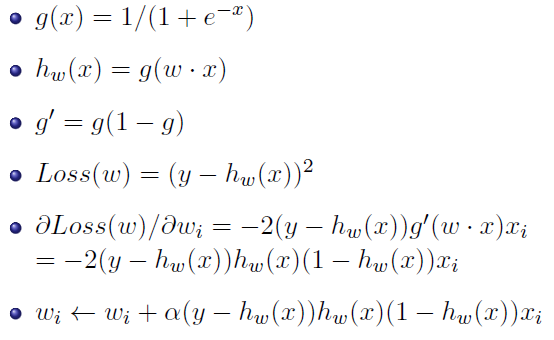 • g(x) = 1/(1 + e⁻ˣ)
• h_w(x) = g(w · x)
• g′ = g(1 − g)
• Loss(w) = (y − h_w(x))²
• ∂Loss(w)/∂w_i = −2(y − h_w(x))g′(w · x)x_i
= −2(y − h_w(x))h_w(x)(1 − h_w(x))x_i
• w_i ← w_i + α(y − h_w(x))h_w(x)(1 − h_w(x))x_i